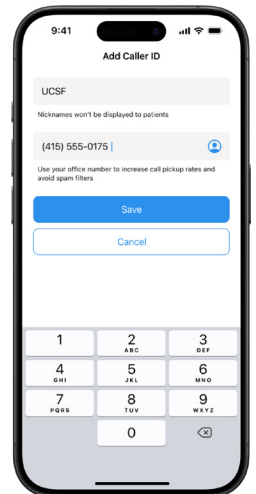 9:41
Add Caller ID
UCSF
Nicknames won't be displayed to patients
(415) 555-0175
Use your office number to increase call pickup rates and
avoid spam filters
Save
Cancel
1 2 3
ABC DEF
4 5 6
GHI JKL MNO
7 8 9
PQRS TUV WXYZ
0